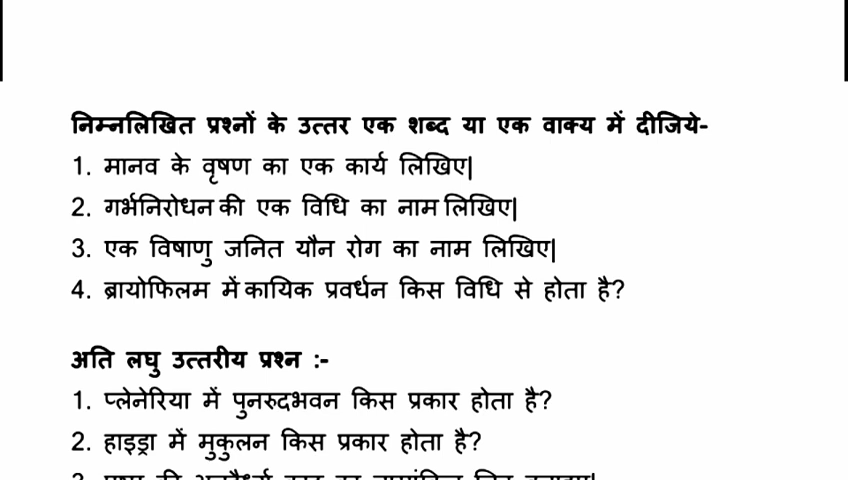 निम्नलिखित प्रश्नों के उत्तर एक शब्द या एक वाक्य में दीजिये-
1. मानव के वृषण का एक कार्य लिखिए|
2. गर्भनिरोधन की एक विधि का नाम लिखिए|
3. एक विषाणु जनित यौन रोग का नाम लिखिए|
4. ब्रायोफिलम में कायिक प्रवर्धन किस विधि से होता है?
अति लघु उत्तरीय प्रश्न :-
1. प्लेनेरिया में पुनरुदभवन किस प्रकार होता है?
2. हाइड्रा में मुकुलन किस प्रकार होता है?